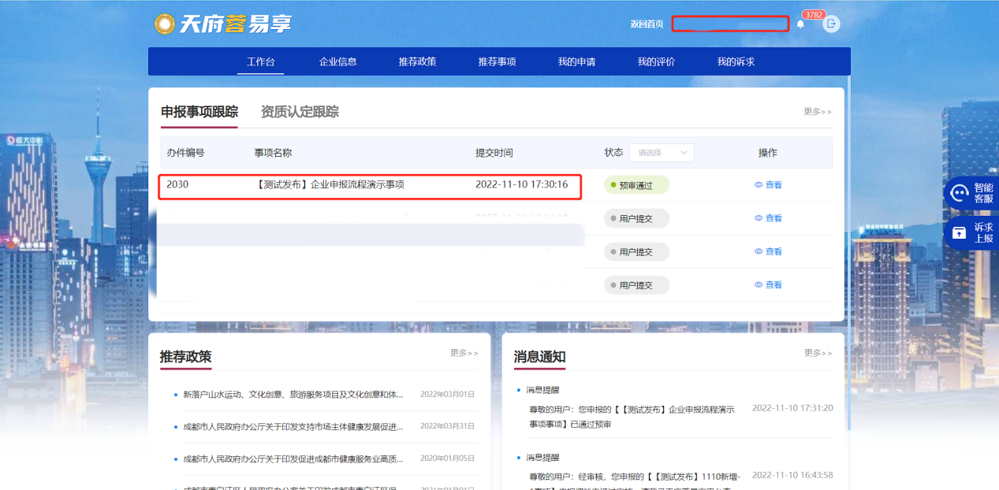 天府蓉易享
返回首页
3782
工作台 企业信息 推荐政策 推荐事项 我的申请 我的评价 我的诉求
申报事项跟踪 资质认定跟踪 更多>>
办件编号 事项名称 提交时间 状态 请选择 操作
2030 【测试发布】企业申报流程演示事项 2022-11-10 17:30:16 预审通过 查看
用户提交 查看
用户提交 查看
用户提交 查看
智能
客服
诉求
上报
推荐政策 更多>>
新落户山水运动、文化创意、旅游服务项目及文化创意和体... 2022年03月01日
成都市人民政府办公厅关于印发支持市场主体健康发展促进... 2022年03月31日
成都市人民政府办公厅关于印发促进成都市健康服务业高质... 2020年01月05日
消息通知 更多>>
消息提醒
尊敬的用户：您申报的【【测试发布】企业申报流程演示 2022-11-10 17:31:20
事项事项】已通过预审
消息提醒
尊敬的用户：经审核，您申报的【【测试发布】1110新增- 2022-11-10 16:43:58